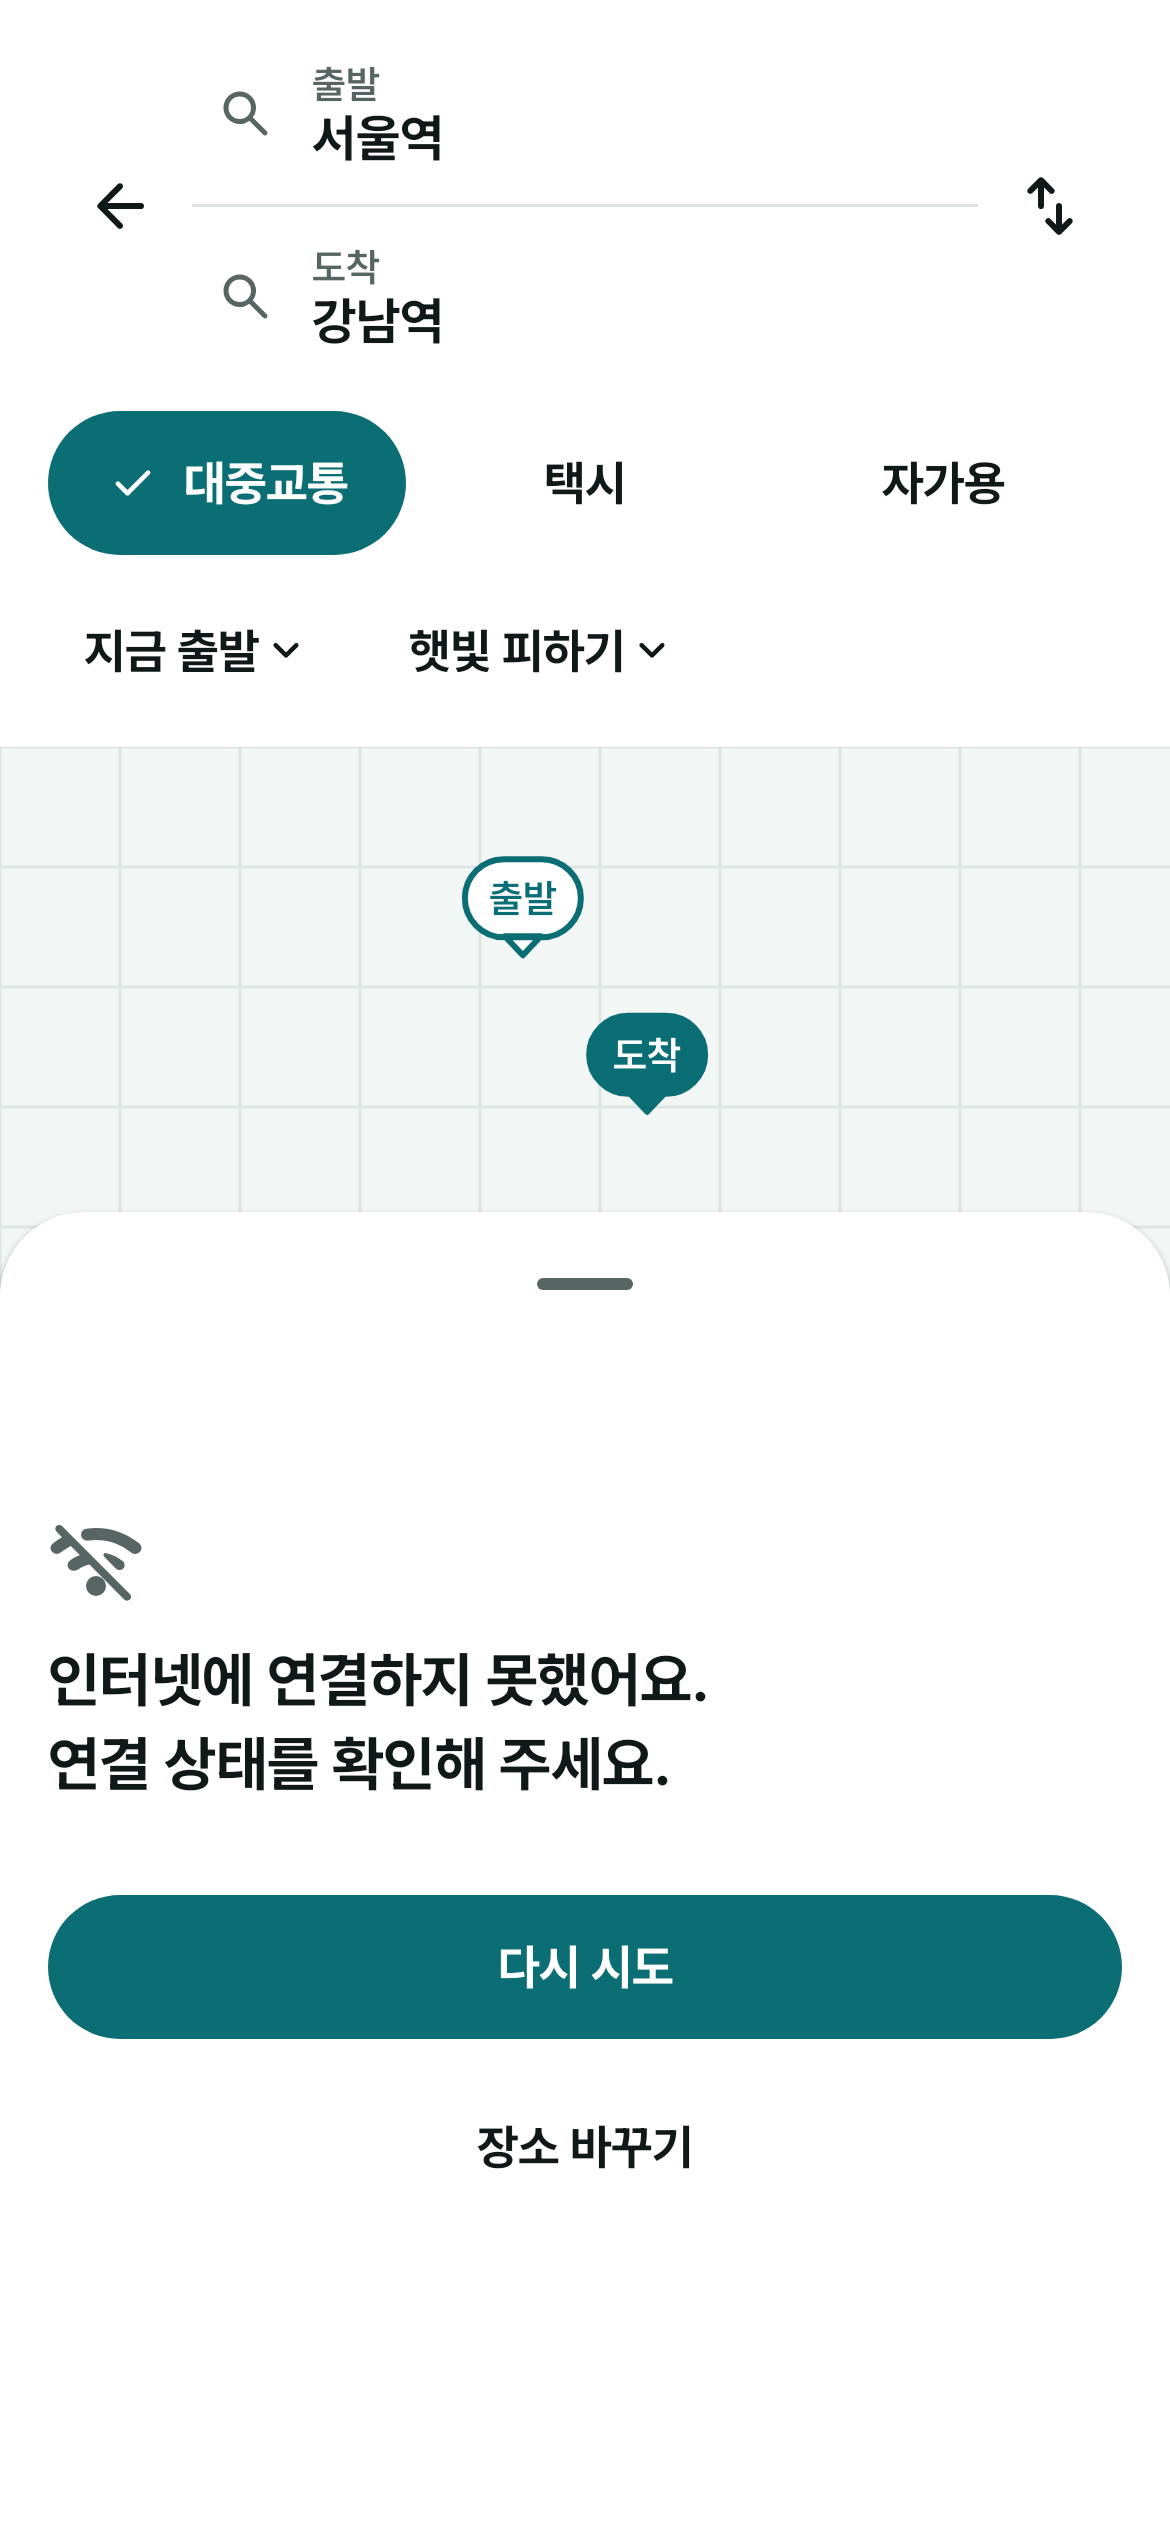 출발
서울역
도착
강남역
대중교통
택시
자가용
지금 출발
햇빛 피하기
출발
도착
인터넷에 연결하지 못했어요.
연결 상태를 확인해 주세요.
다시 시도
장소 바꾸기